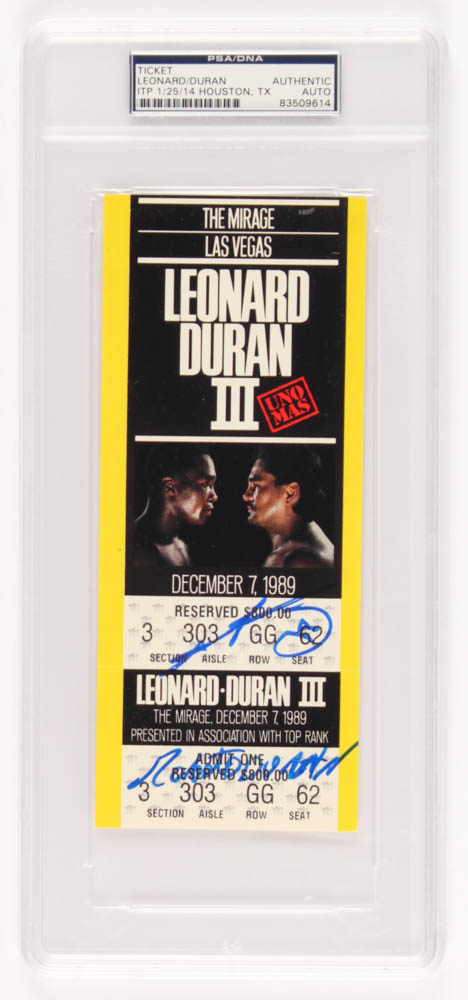 PSA/DNA
TICKET
LEONARD/DURAN AUTHENTIC
ITP 1/25/14 HOUSTON, TX AUTO
83509614
THE MIRAGE
LAS VEGAS
LEONARD
DURAN
III
UNO
MAS
DECEMBER 7, 1989
RESERVED $800.00
3 303 GG 62
SECTION AISLE ROW SEAT
LEONARD·DURAN III
THE MIRAGE, DECEMBER 7, 1989
PRESENTED IN ASSOCIATION WITH TOP RANK
ADMIT ONE
RESERVED $800.00
3 303 GG 62
SECTION AISLE ROW SEAT